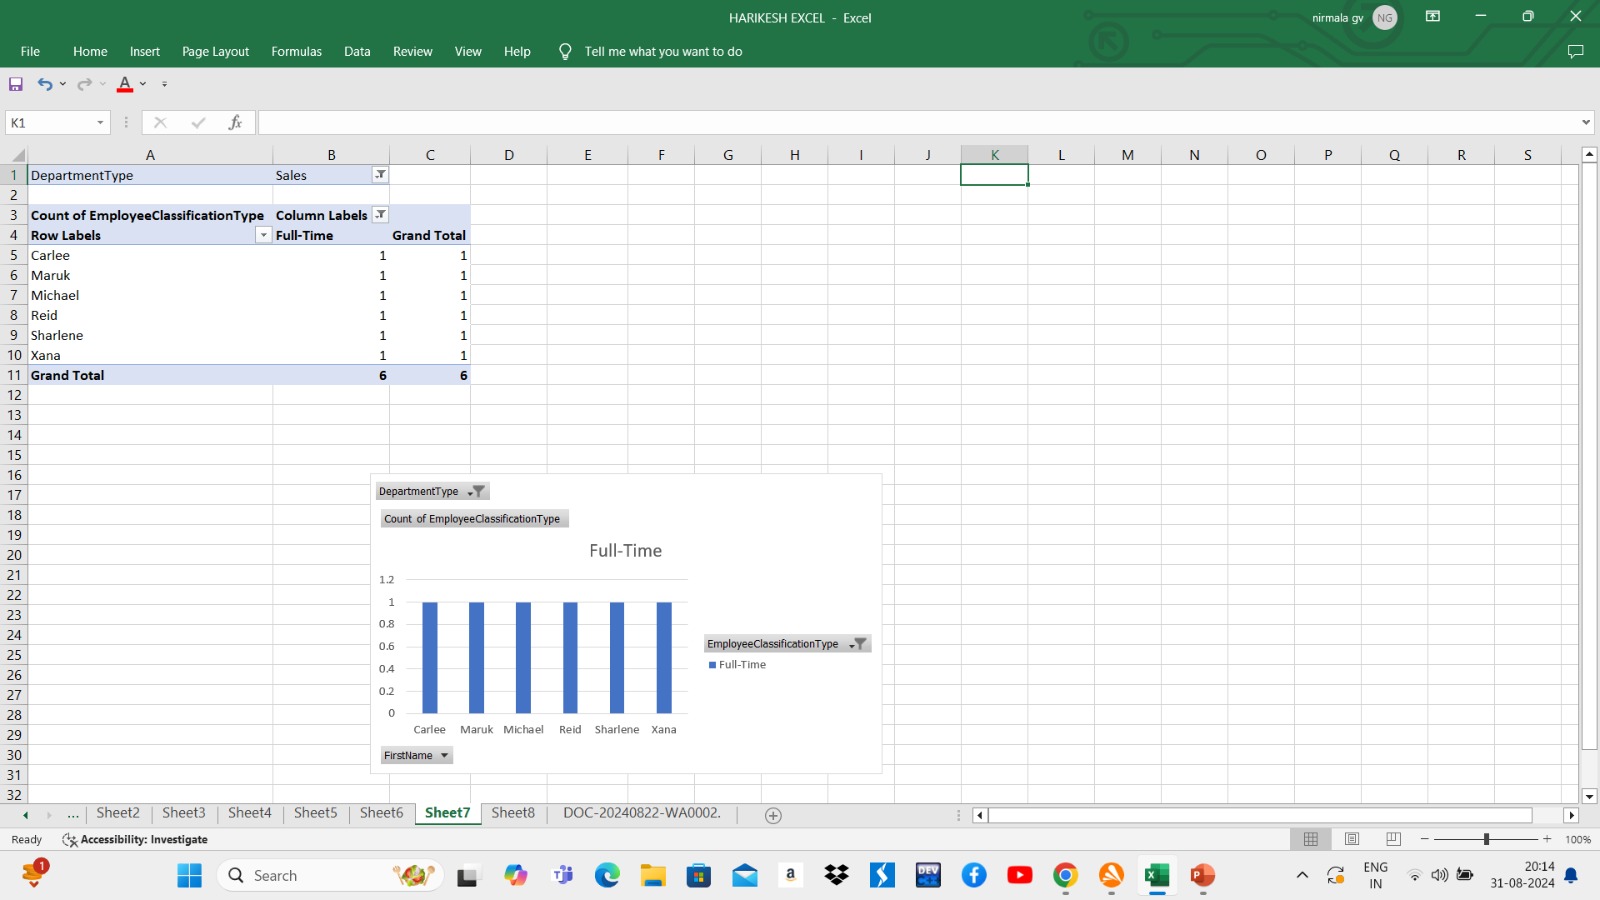 HARIKESH EXCEL - Excel
nirmala gv NG
File Home Insert Page Layout Formulas Data Review View Help Tell me what you want to do
A
K1 fx
A B C D E F G H I J K L M N O P Q R S
1 DepartmentType Sales
2
3 Count of EmployeeClassificationType Column Labels
4 Row Labels Full-Time Grand Total
5 Carlee 1 1
6 Maruk 1 1
7 Michael 1 1
8 Reid 1 1
9 Sharlene 1 1
10 Xana 1 1
11 Grand Total 6 6
12
13
14
15
16
17
18
19
20
21
22
23
24
25
26
27
28
29
30
31
32
DepartmentType
Count of EmployeeClassificationType
Full-Time
1.2
1
0.8
0.6
0.4
0.2
0
EmployeeClassificationType
Full-Time
Carlee Maruk Michael Reid Sharlene Xana
FirstName
... Sheet2 Sheet3 Sheet4 Sheet5 Sheet6 Sheet7 Sheet8 DOC-20240822-WA0002.
Ready Accessibility: Investigate 100%
1 Search a DEV ENG 20:14
IN 31-08-2024